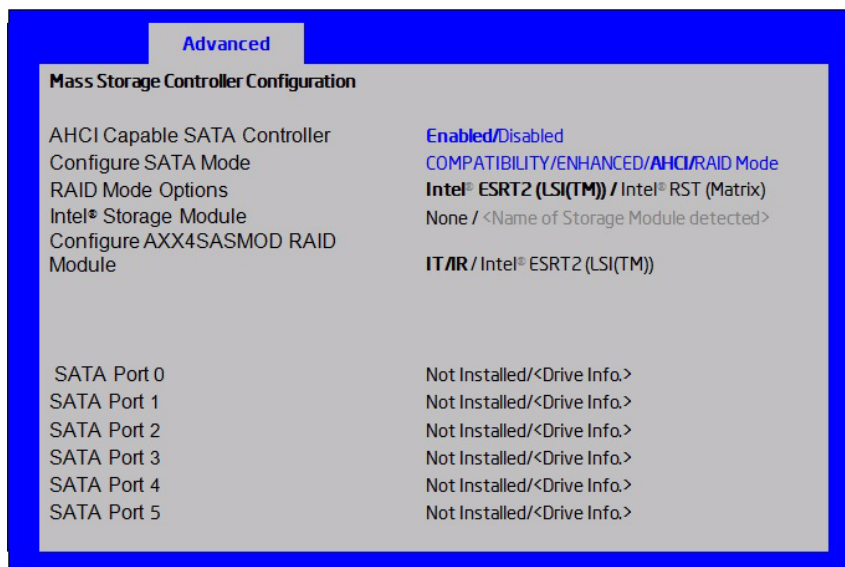 Advanced
Mass Storage Controller Configuration
AHCI Capable SATA Controller Enabled/Disabled
Configure SATA Mode COMPATIBILITY/ENHANCED/AHCI/RAID Mode
RAID Mode Options Intel® ESRT2 (LSI(TM)) / Intel® RST (Matrix)
Intel® Storage Module None / <Name of Storage Module detected>
Configure AXX4SASMOD RAID
Module IT/IR / Intel® ESRT2 (LSI(TM))
SATA Port 0 Not Installed/<Drive Info.>
SATA Port 1 Not Installed/<Drive Info.>
SATA Port 2 Not Installed/<Drive Info.>
SATA Port 3 Not Installed/<Drive Info.>
SATA Port 4 Not Installed/<Drive Info.>
SATA Port 5 Not Installed/<Drive Info.>